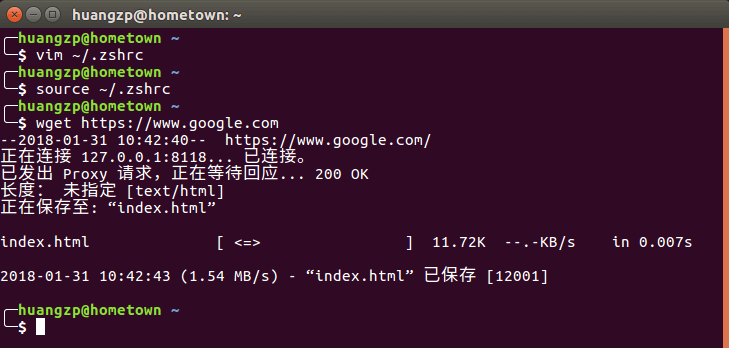 huangzp@hometown: ~
huangzp@hometown ~
$ vim ~/.zshrc
huangzp@hometown ~
$ source ~/.zshrc
huangzp@hometown ~
$ wget https://www.google.com
--2018-01-31 10:42:40--  https://www.google.com/
正在连接 127.0.0.1:8118... 已连接。
已发出 Proxy 请求，正在等待回应... 200 OK
长度： 未指定 [text/html]
正在保存至: “index.html”
index.html              [ <=>                ]  11.72K  --.-KB/s    in 0.007s
2018-01-31 10:42:43 (1.54 MB/s) - “index.html” 已保存 [12001]
huangzp@hometown ~
$